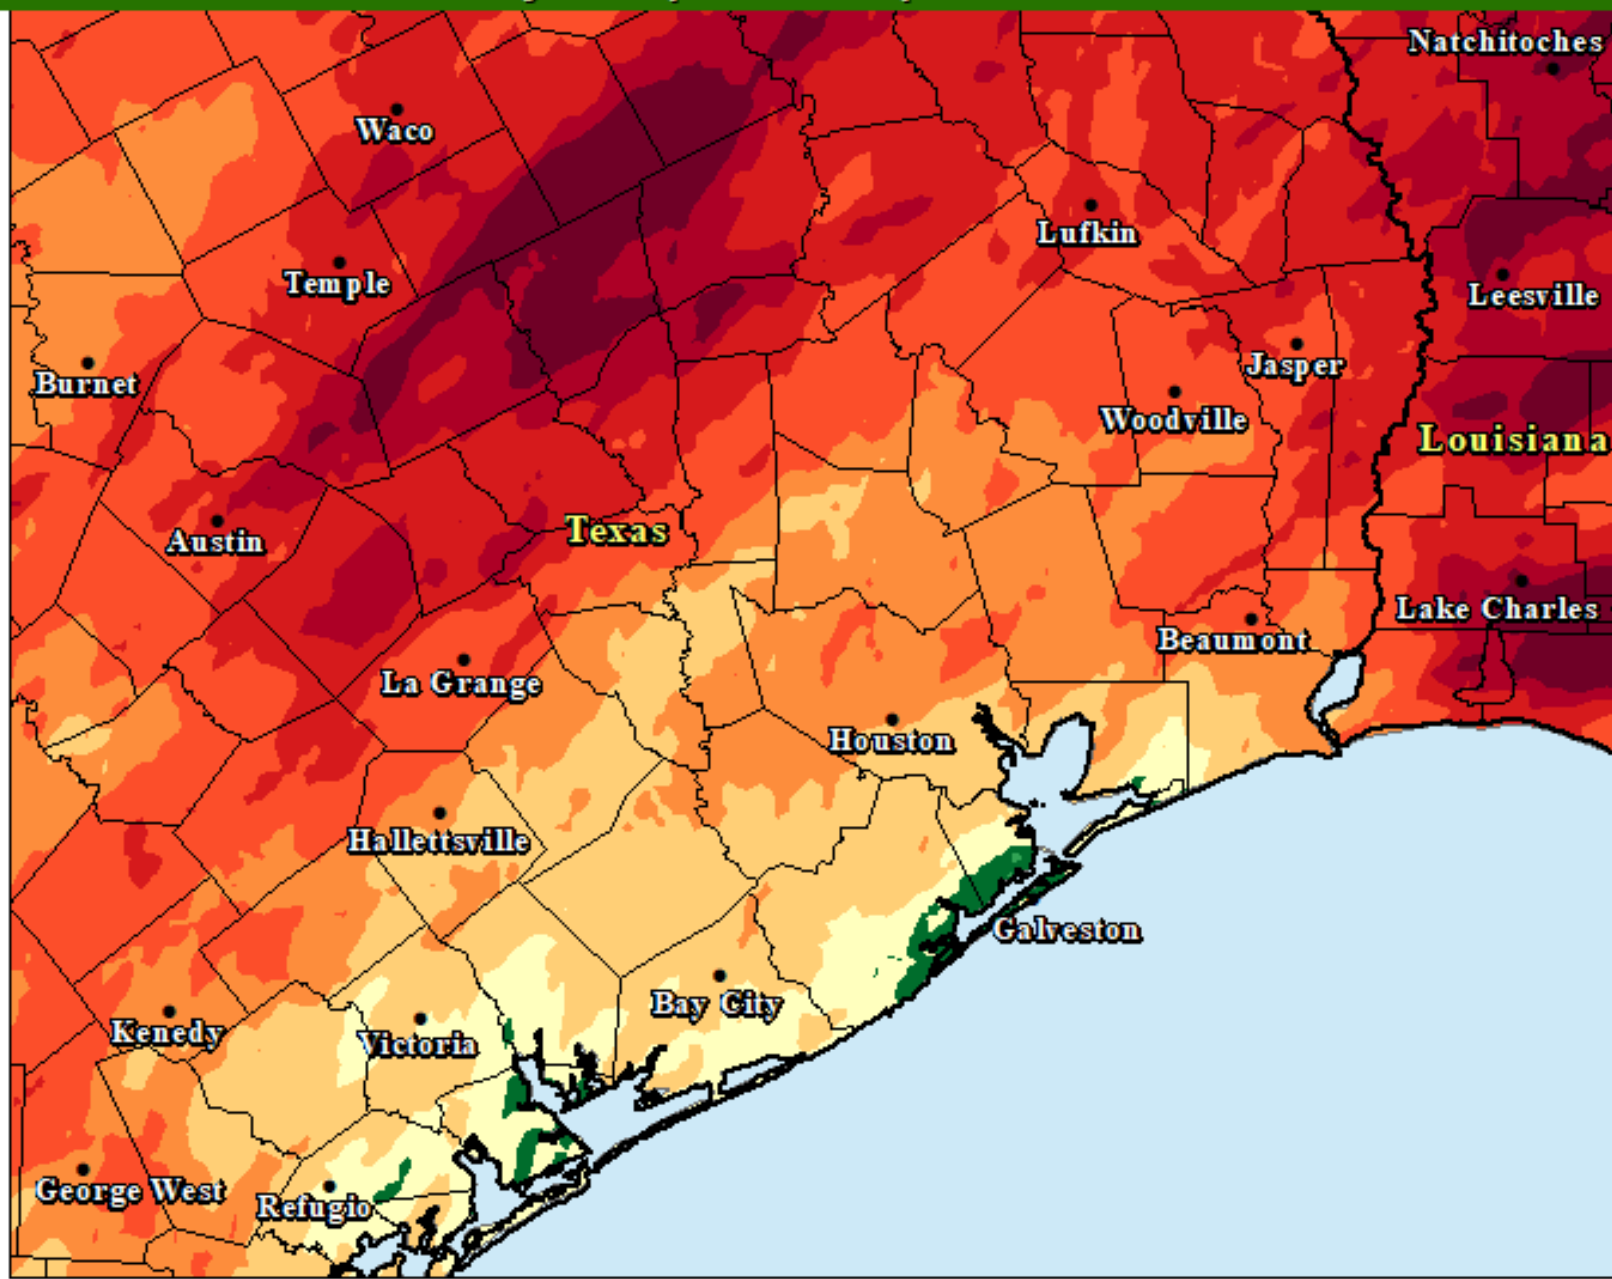 Natchitoches
Waco
Lufkin
Temple
Leesville
Jasper
Burnet
Woodville
Louisiana
Texas
Austin
Lake Charles
Beaumont
La Grange
Houston
Hallettsville
Galveston
Bay City
Kenedy
Victoria
George West
Refugio